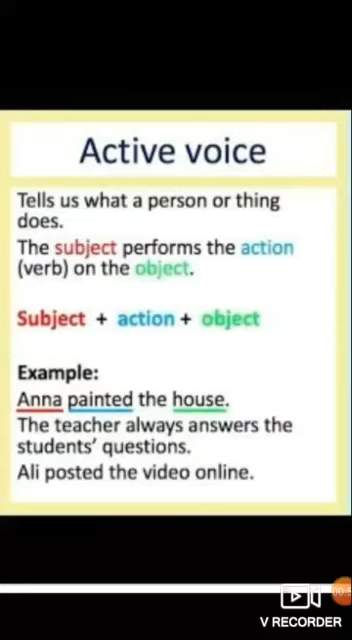 Active voice
Tells us what a person or thing
does.
The subject performs the action
(verb) on the object.
Subject + action + object
Example:
Anna painted the house.
The teacher always answers the
students’ questions.
Ali posted the video online.
V RECORDER